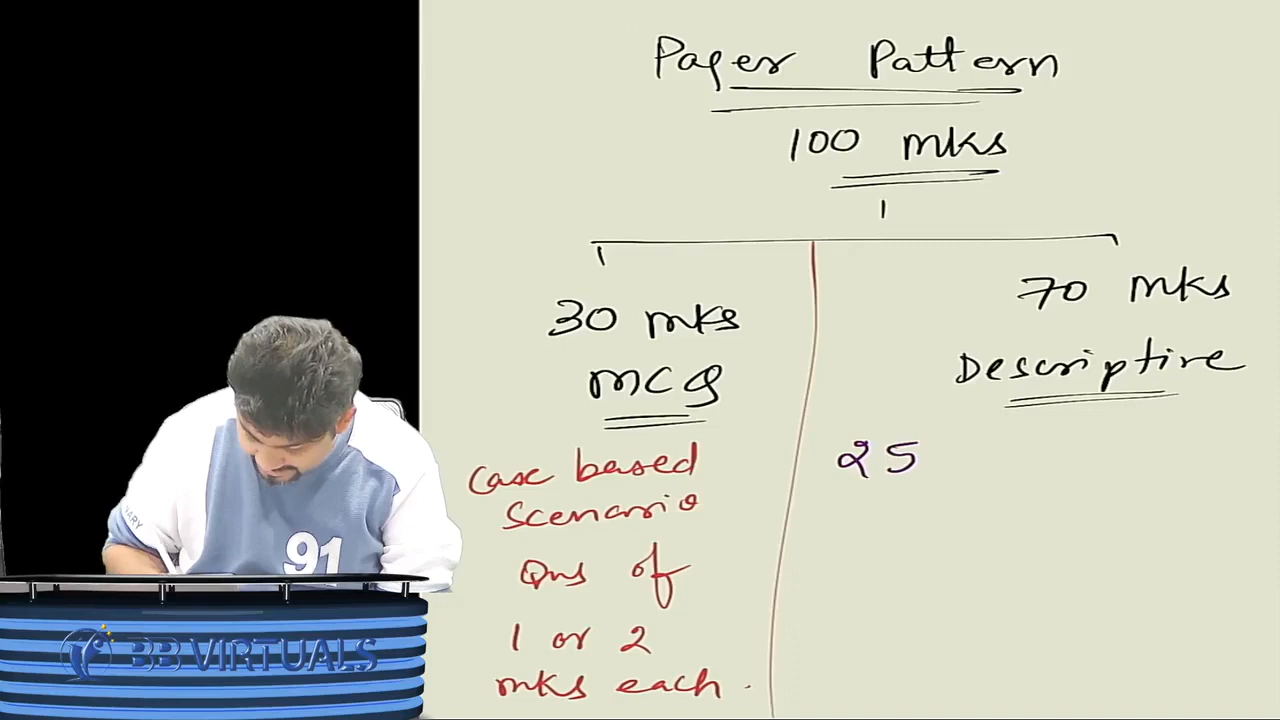 Paper Pattern
100 mks
30 mks
MCQ
Case based
Scenario
Qns of
1 or 2
mks each.
70 mks
Descriptive
25
91
BB VIRTUALS